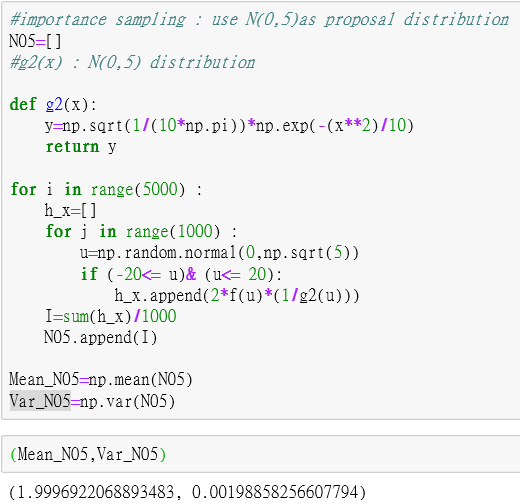 #importance sampling : use N(0,5)as proposal distribution
N05=[]
#g2(x) : N(0,5) distribution
def g2(x):
    y=np.sqrt(1/(10*np.pi))*np.exp(-(x**2)/10)
    return y
for i in range(5000) :
    h_x=[]
    for j in range(1000) :
        u=np.random.normal(0,np.sqrt(5))
        if (-20<= u)& (u<= 20):
            h_x.append(2*f(u)*(1/g2(u)))
    I=sum(h_x)/1000
    N05.append(I)
Mean_N05=np.mean(N05)
Var_N05=np.var(N05)
(Mean_N05,Var_N05)
(1.9996922068893483, 0.00198858256607794)